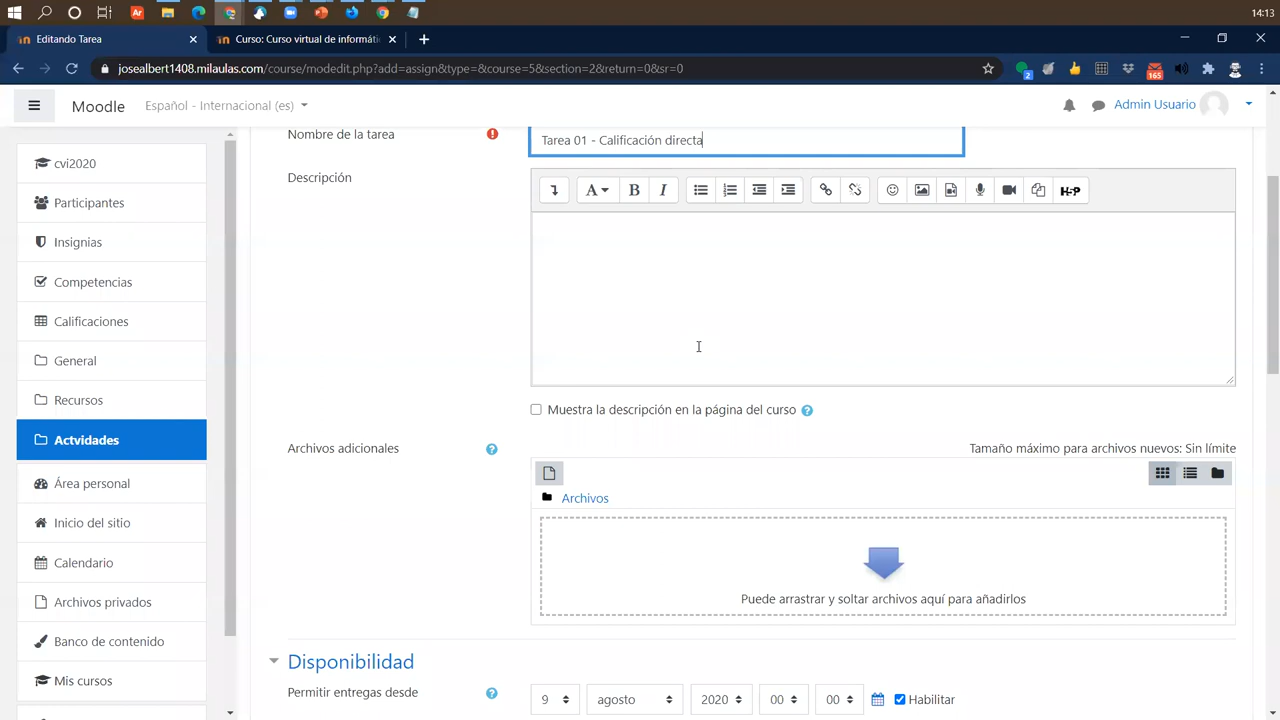 14:13
Editando Tarea
Curso: Curso virtual de informáti
josealbert1408.milaulas.com/course/modedit.php?add=assign&type=&course=5&section=2&return=0&sr=0
2
165
Moodle
Español - Internacional (es)
Admin Usuario
cvi2020
Participantes
Insignias
Competencias
Calificaciones
General
Recursos
Actvidades
Área personal
Inicio del sitio
Calendario
Archivos privados
Banco de contenido
Mis cursos
Nombre de la tarea
Tarea 01 - Calificación directa
Descripción
A B I
H-P
Muestra la descripción en la página del curso
Archivos adicionales
Tamaño máximo para archivos nuevos: Sin límite
Archivos
Puede arrastrar y soltar archivos aquí para añadirlos
Disponibilidad
Permitir entregas desde
9 agosto 2020 00 00 Habilitar